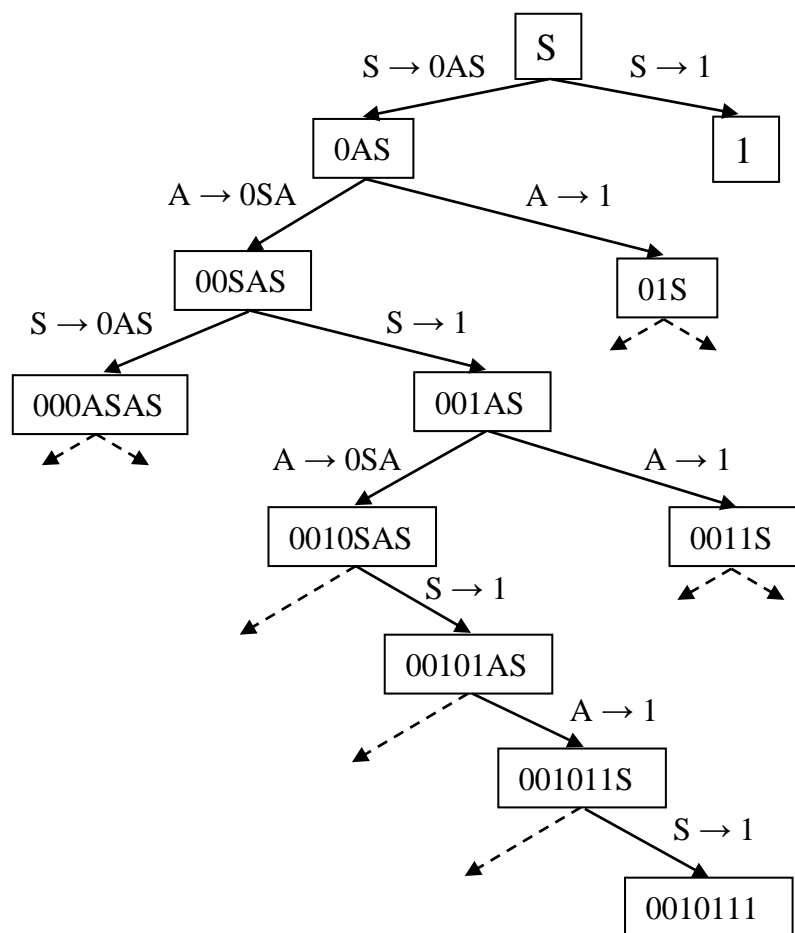 S
S → 0AS S → 1
0AS 1
A → 0SA A → 1
00SAS 01S
S → 0AS S → 1
000ASAS 001AS
A → 0SA A → 1
0010SAS 0011S
S → 1
00101AS
A → 1
001011S
S → 1
0010111